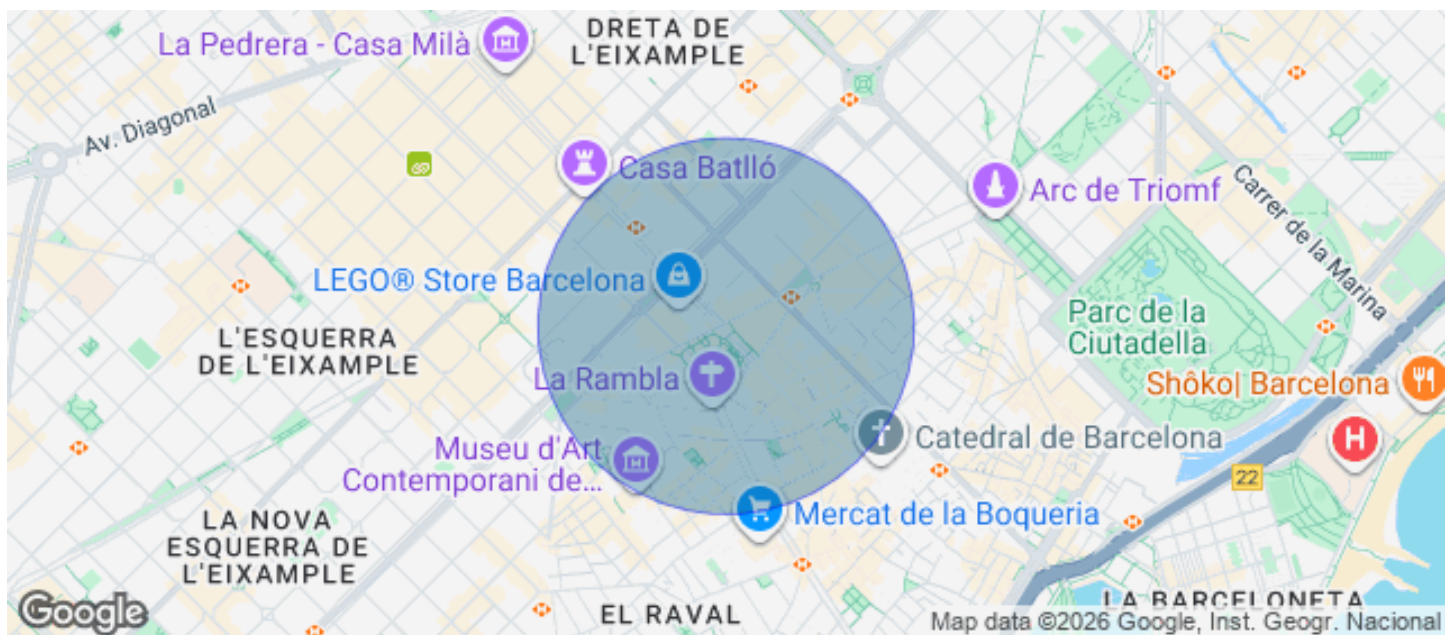 La Pedrera - Casa Milà
DRETA DE
L'EIXAMPLE
Av. Diagonal
Casa Batlló
Arc de Triomf
Carrer de la Marina
LEGO® Store Barcelona
L'ESQUERRA
DE L'EIXAMPLE
Parc de la
Ciutadella
La Rambla
Shôko| Barcelona
H
Museu d'Art
Contemporani de...
Catedral de Barcelona
22
Mercat de la Boqueria
LA NOVA
ESQUERRA DE
L'EIXAMPLE
EL RAVAL
LA BARCELONETA
Google
Map data ©2026 Google, Inst. Geogr. Nacional